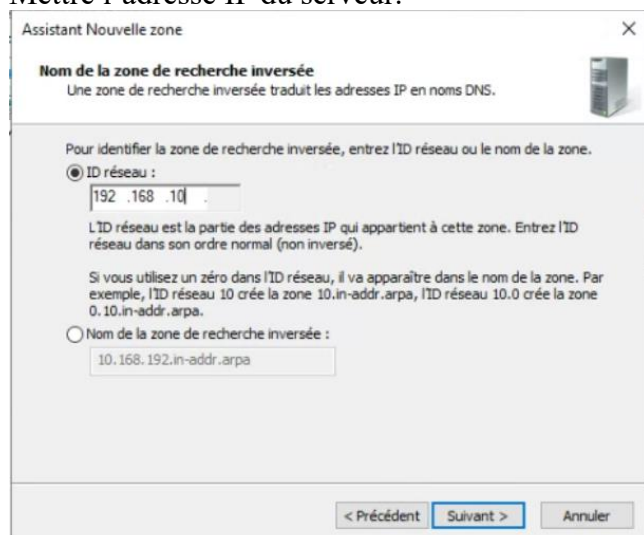 Mettre l'adresse IP du serveur.
Assistant Nouvelle zone
Nom de la zone de recherche inversée
Une zone de recherche inversée traduit les adresses IP en noms DNS.
Pour identifier la zone de recherche inversée, entrez l'ID réseau ou le nom de la zone.
ID réseau :
192 .168 .10 .
L'ID réseau est la partie des adresses IP qui appartient à cette zone. Entrez l'ID
réseau dans son ordre normal (non inversé).
Si vous utilisez un zéro dans l'ID réseau, il va apparaître dans le nom de la zone. Par
exemple, l'ID réseau 10 crée la zone 10.in-addr.arpa, l'ID réseau 10.0 crée la zone
0.10.in-addr.arpa.
Nom de la zone de recherche inversée :
10.168.192.in-addr.arpa
< Précédent
Suivant >
Annuler